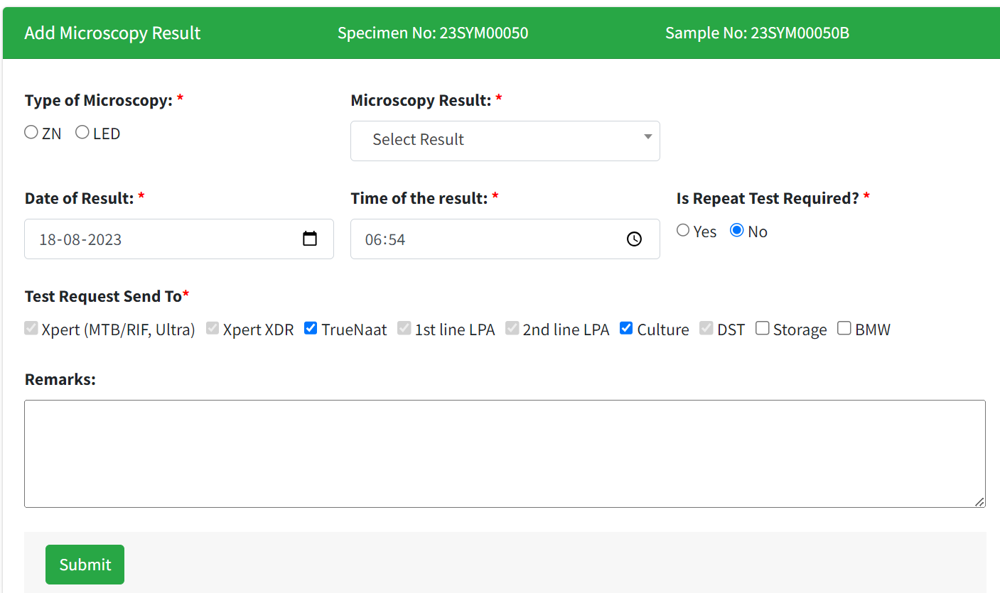 Add Microscopy Result Specimen No: 23SYM00050 Sample No: 23SYM00050B
Type of Microscopy: * Microscopy Result: *
ZN LED Select Result
Date of Result: * Time of the result: * Is Repeat Test Required? *
18-08-2023 06:54 Yes No
Test Request Send To*
Xpert (MTB/RIF, Ultra) Xpert XDR TrueNaat 1st line LPA 2nd line LPA Culture DST Storage BMW
Remarks:
Submit